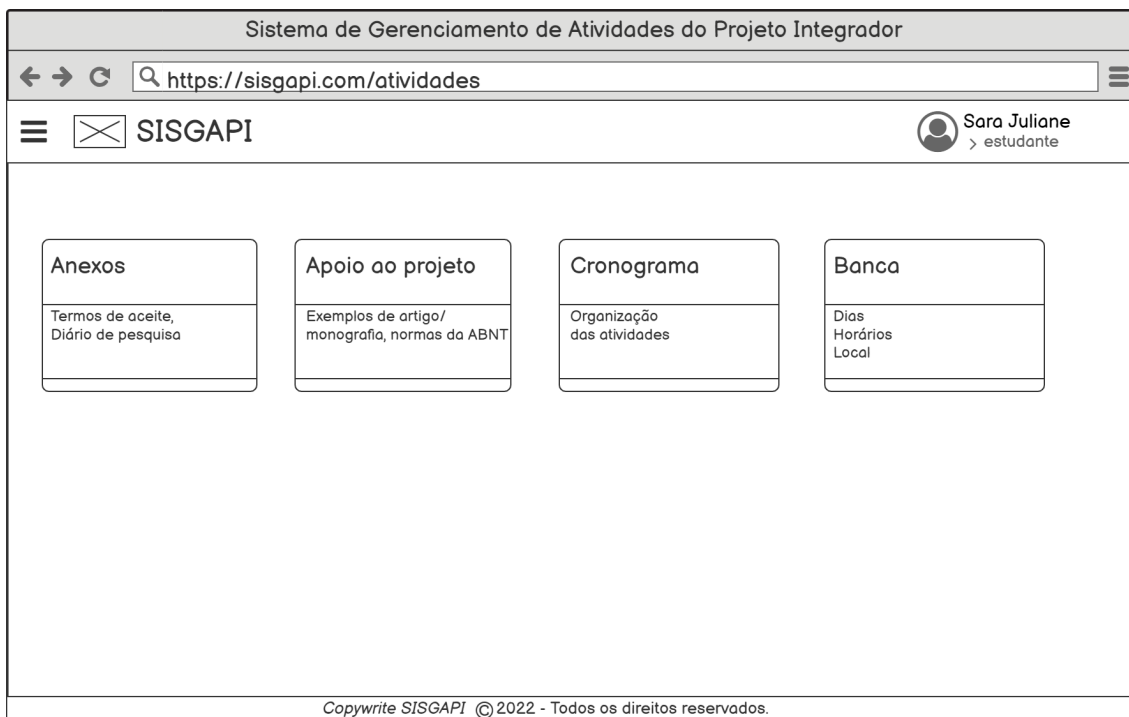 Sistema de Gerenciamento de Atividades do Projeto Integrador
https://sisgapi.com/atividades
SISGAPI
Sara Juliane
> estudante
Anexos
Termos de aceite,
Diário de pesquisa
Apoio ao projeto
Exemplos de artigo/
monografia, normas da ABNT
Cronograma
Organização
das atividades
Banca
Dias
Horários
Local
Copywrite SISGAPI © 2022 - Todos os direitos reservados.